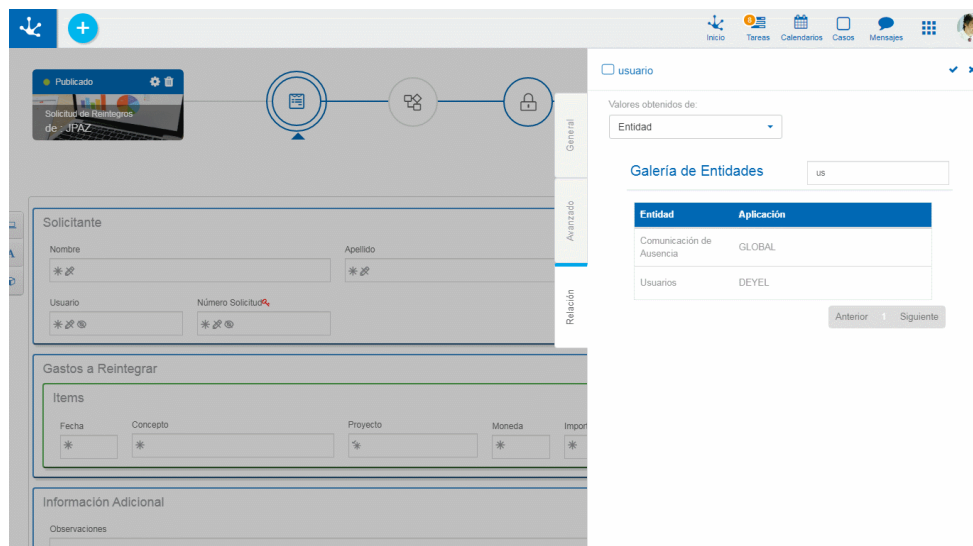 8
Inicio
Tareas
Calendarios
Casos
Mensajes
Publicado
Solicitud de Reintegros
de : JPAZ
Solicitante
Nombre
Apellido
Usuario
Número Solicitud
Gastos a Reintegrar
Items
Fecha
Concepto
Proyecto
Moneda
Import
Información Adicional
Observaciones
General
Avanzado
Relación
usuario
Valores obtenidos de:
Entidad
Galería de Entidades
us
Entidad Aplicación
Comunicación de
Ausencia
GLOBAL
Usuarios DEYEL
Anterior 1 Siguiente